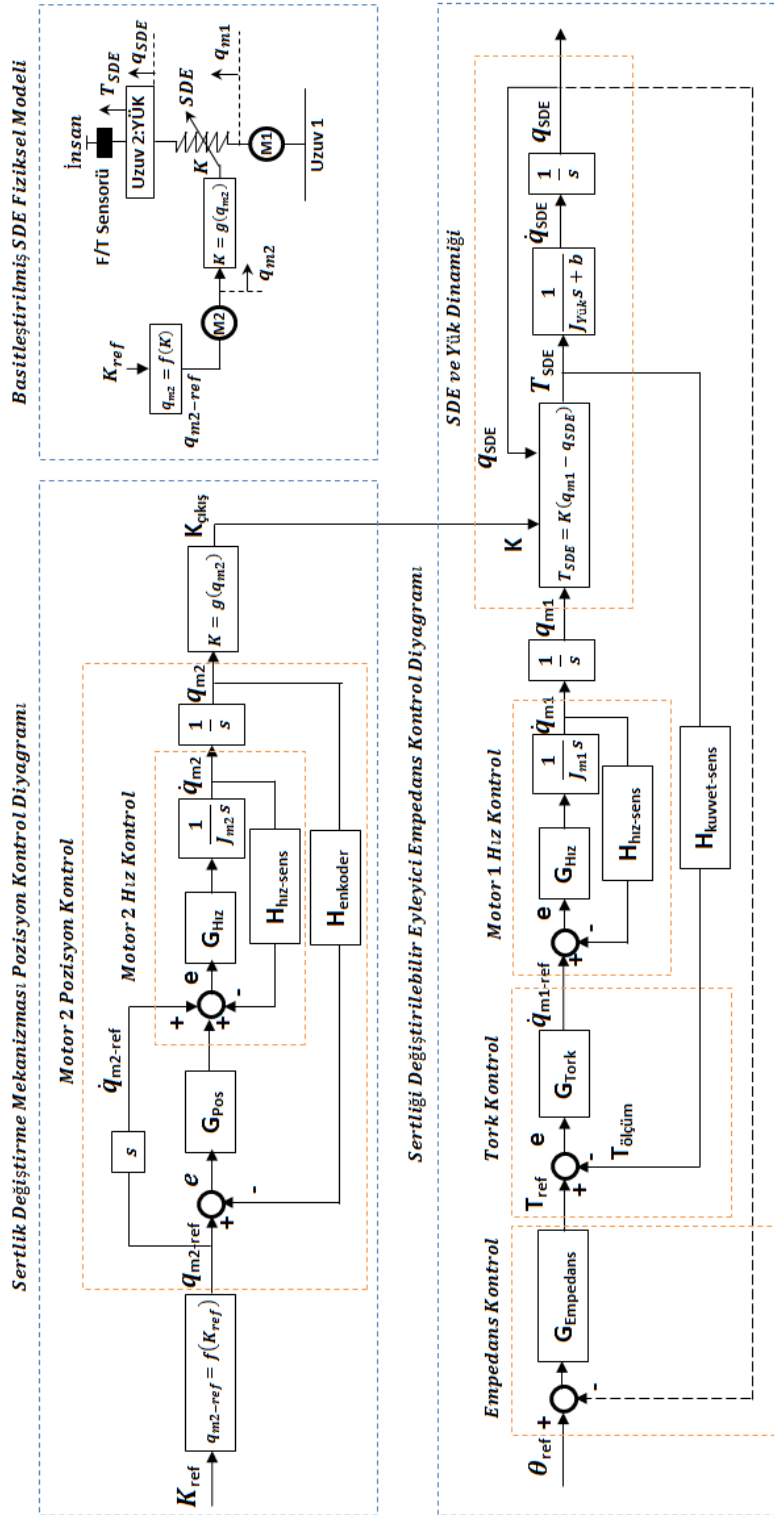 Sertlik Değiştirme Mekanizması Pozisyon Kontrol Diyagramı
Motor 2 Pozisyon Kontrol
Motor 2 Hız Kontrol
K_ref
q_m2-ref = f(K_ref)
q_m2-ref
s
q̇_m2-ref
+
-
e
G_Pos
+
+
-
e
G_Hız
1/(J_m2 s)
q̇_m2
H_hız-sens
1/s
q_m2
H_enkoder
K = g(q_m2)
K_çıkış
Basitleştirilmiş SDE Fiziksel Modeli
K_ref
q_m2 = f(K)
q_m2-ref
M2
q_m2
K = g(q_m2)
K
SDE
İnsan
F/T Sensorü
T_SDE
q_SDE
Uzuv 2:YÜK
q_m1
M1
Uzuv 1
Sertliği Değiştirilebilir Eyleyici Empedans Kontrol Diyagramı
Empedans Kontrol
θ_ref
+
-
G_Empedans
Tork Kontrol
T_ref
+
-
e
T_ölçüm
G_Tork
Motor 1 Hız Kontrol
q̇_m1-ref
+
-
e
G_Hız
1/(J_m1 s)
q̇_m1
H_hız-sens
1/s
q_m1
H_kuvvet-sens
SDE ve Yük Dinamiği
K
q_SDE
T_SDE = K(q_m1 − q_SDE)
T_SDE
1/(J_Yük s + b)
q̇_SDE
1/s
q_SDE